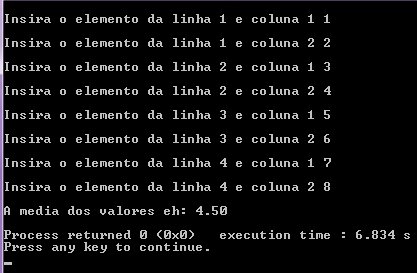 Insira o elemento da linha 1 e coluna 1 1
Insira o elemento da linha 1 e coluna 2 2
Insira o elemento da linha 2 e coluna 1 3
Insira o elemento da linha 2 e coluna 2 4
Insira o elemento da linha 3 e coluna 1 5
Insira o elemento da linha 3 e coluna 2 6
Insira o elemento da linha 4 e coluna 1 7
Insira o elemento da linha 4 e coluna 2 8
A media dos valores eh: 4.50
Process returned 0 (0x0)   execution time : 6.834 s
Press any key to continue.